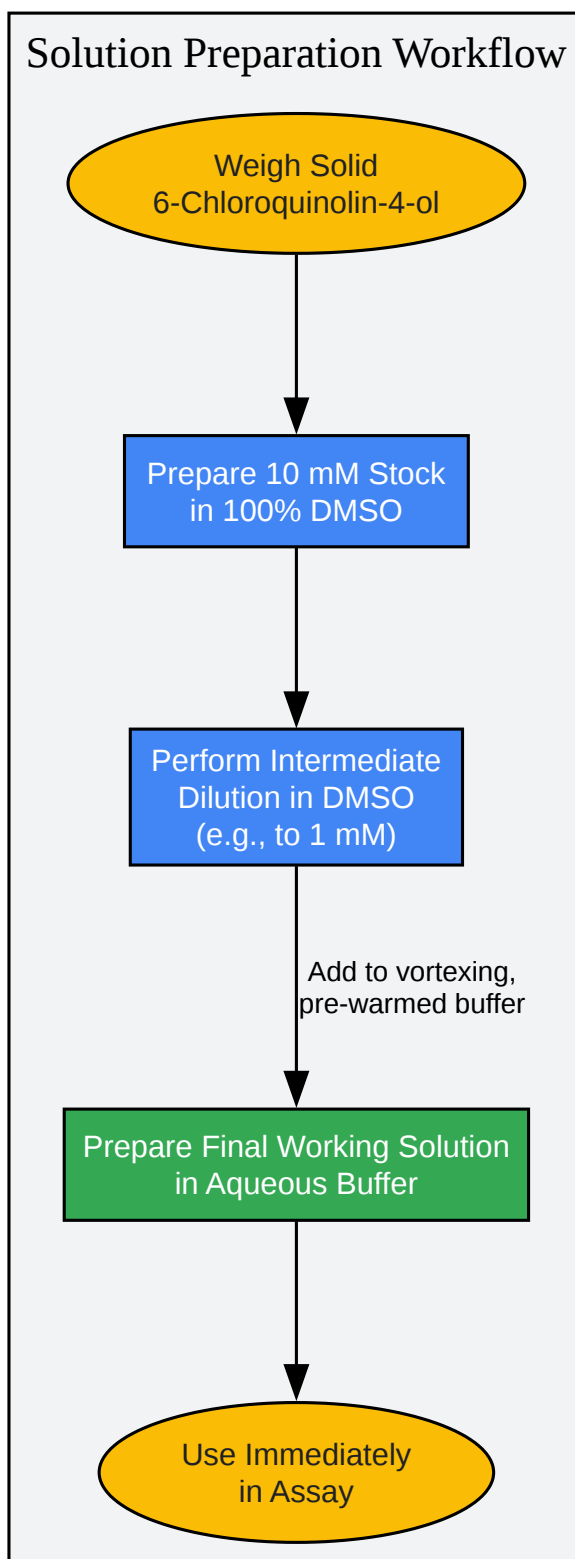 Solution Preparation Workflow
Weigh Solid
6-Chloroquinolin-4-ol
Prepare 10 mM Stock
in 100% DMSO
Perform Intermediate
Dilution in DMSO
(e.g., to 1 mM)
Add to vortexing,
pre-warmed buffer
Prepare Final Working Solution
in Aqueous Buffer
Use Immediately
in Assay